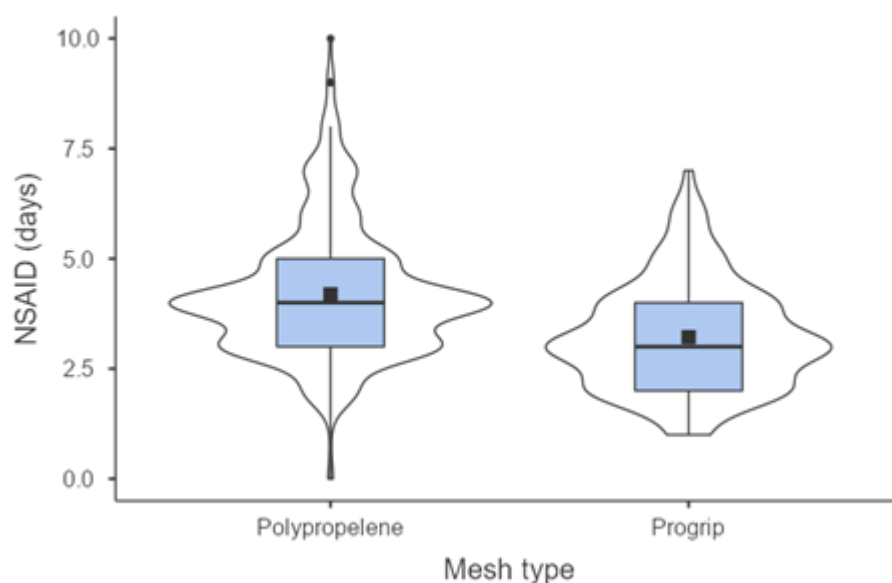 10.0
7.5
5.0
2.5
0.0
NSAID (days)
Polypropelene
Progrip
Mesh type